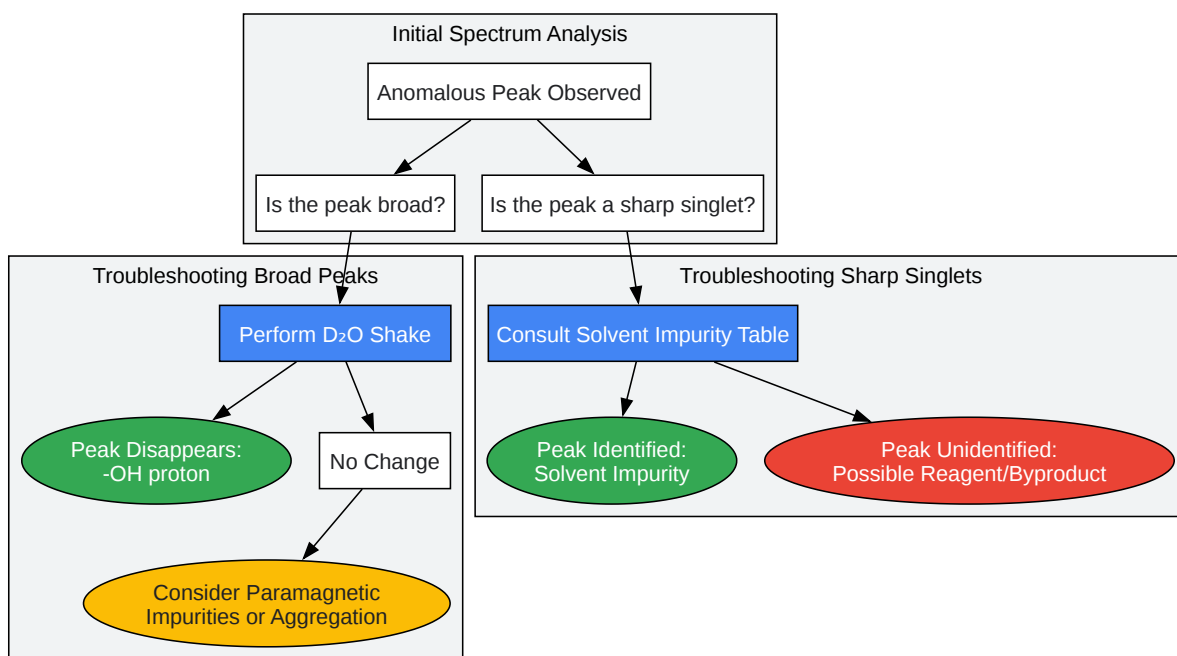 Initial Spectrum Analysis
Anomalous Peak Observed
Is the peak broad?
Is the peak a sharp singlet?
Troubleshooting Broad Peaks
Troubleshooting Sharp Singlets
Perform D₂O Shake
Consult Solvent Impurity Table
Peak Disappears:
-OH proton
No Change
Peak Identified:
Solvent Impurity
Peak Unidentified:
Possible Reagent/Byproduct
Consider Paramagnetic
Impurities or Aggregation